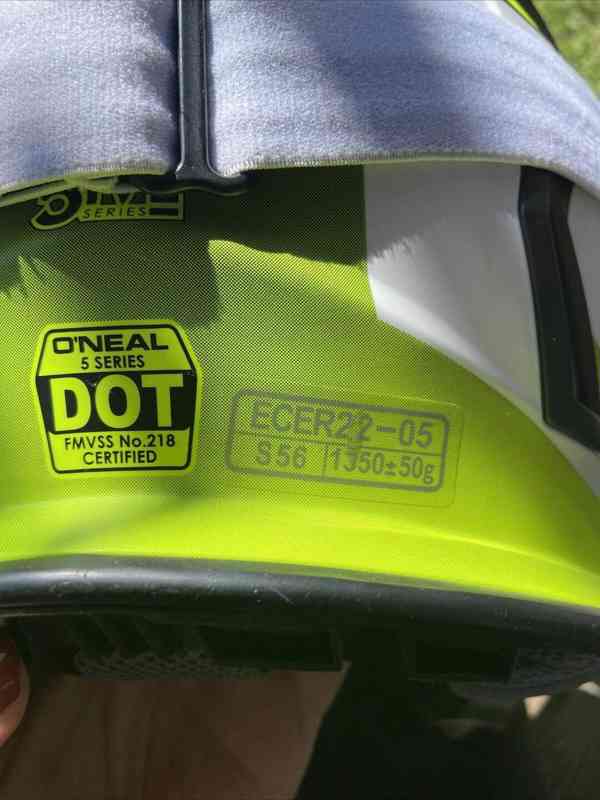 SERIES
O'NEAL
5 SERIES
DOT
FMVSS No.218
CERTIFIED
ECER22-05
S56 1350±50g